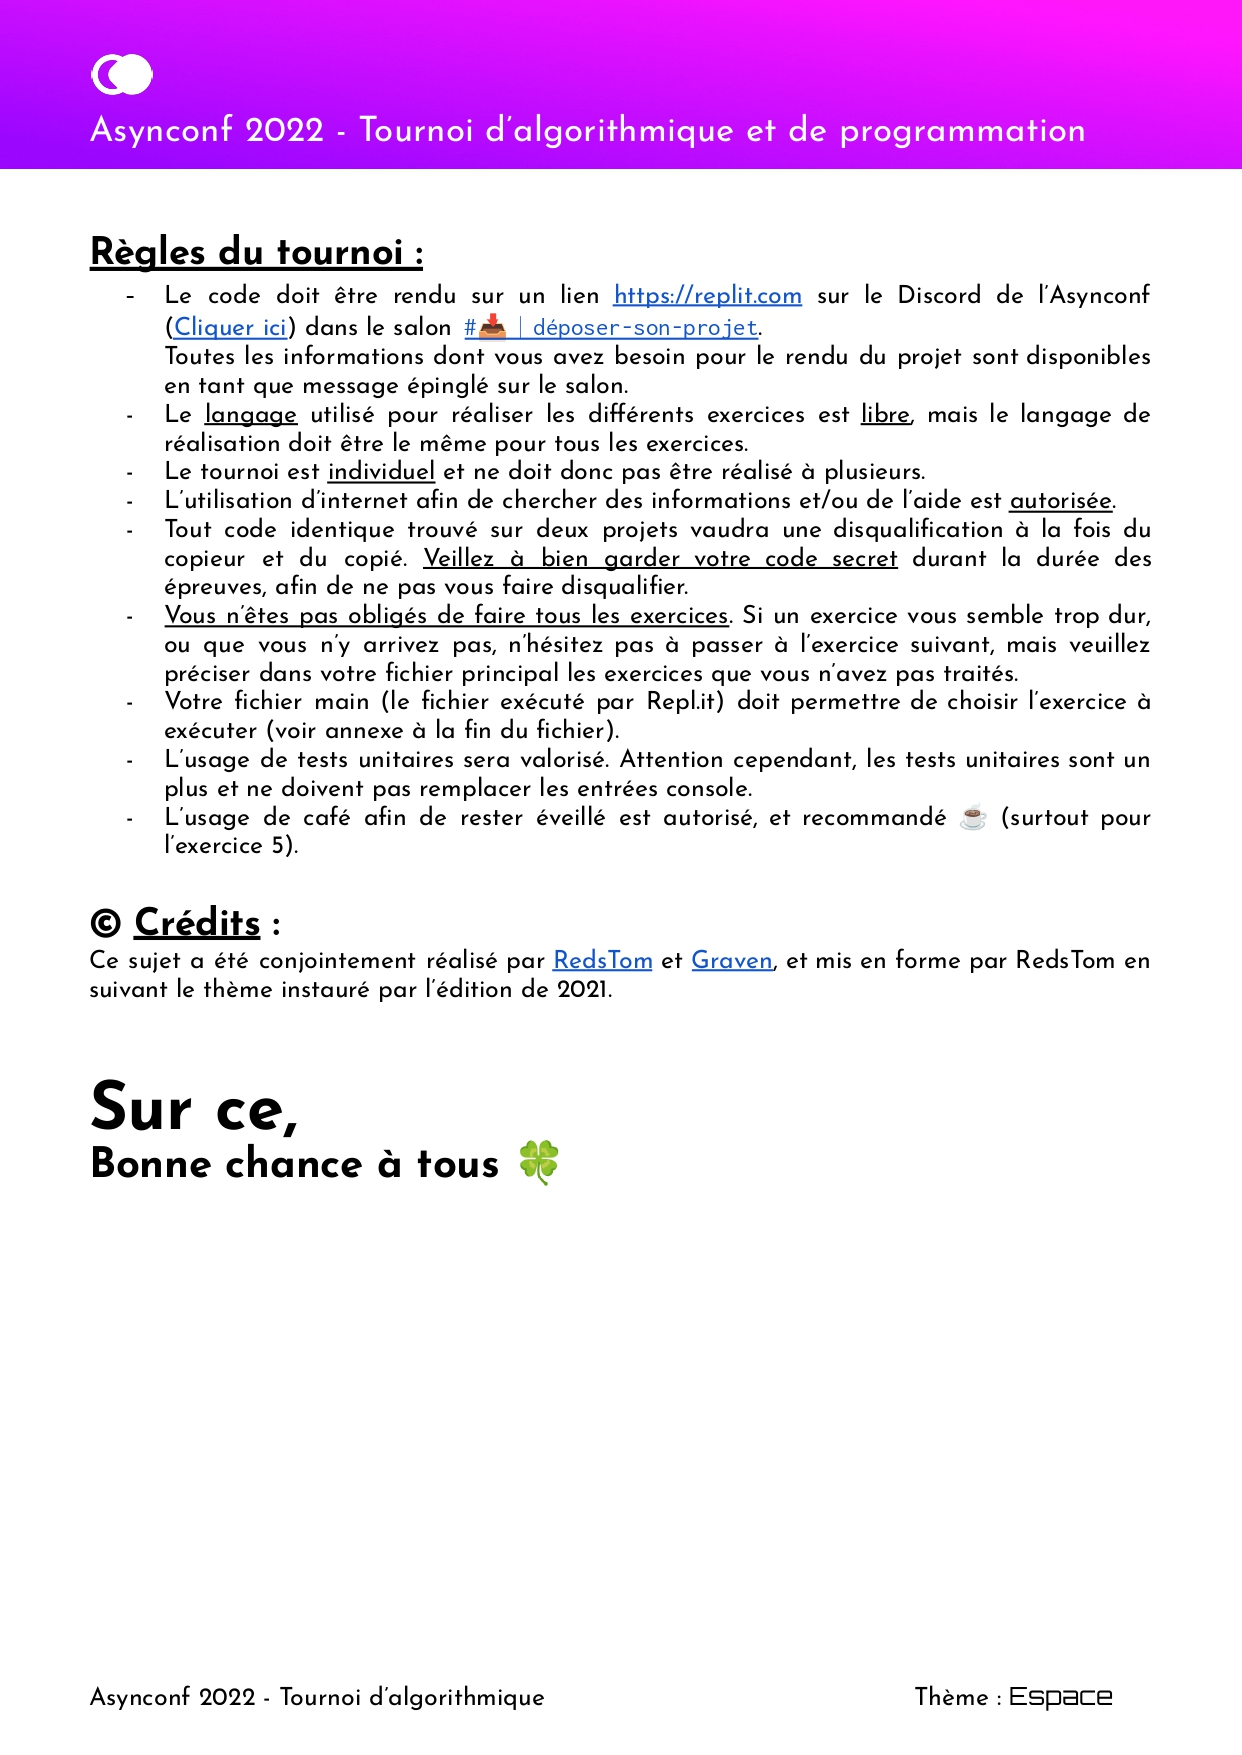 Asynconf 2022 - Tournoi d'algorithmique et de programmation
Règles du tournoi :
- Le code doit être rendu sur un lien https://replit.com sur le Discord de l'Asynconf
(Cliquer ici) dans le salon #📥｜déposer-son-projet.
Toutes les informations dont vous avez besoin pour le rendu du projet sont disponibles
en tant que message épinglé sur le salon.
- Le langage utilisé pour réaliser les différents exercices est libre, mais le langage de
réalisation doit être le même pour tous les exercices.
- Le tournoi est individuel et ne doit donc pas être réalisé à plusieurs.
- L'utilisation d'internet afin de chercher des informations et/ou de l'aide est autorisée.
- Tout code identique trouvé sur deux projets vaudra une disqualification à la fois du
copieur et du copié. Veillez à bien garder votre code secret durant la durée des
épreuves, afin de ne pas vous faire disqualifier.
- Vous n'êtes pas obligés de faire tous les exercices. Si un exercice vous semble trop dur,
ou que vous n'y arrivez pas, n'hésitez pas à passer à l'exercice suivant, mais veuillez
préciser dans votre fichier principal les exercices que vous n'avez pas traités.
- Votre fichier main (le fichier exécuté par Repl.it) doit permettre de choisir l'exercice à
exécuter (voir annexe à la fin du fichier).
- L'usage de tests unitaires sera valorisé. Attention cependant, les tests unitaires sont un
plus et ne doivent pas remplacer les entrées console.
- L'usage de café afin de rester éveillé est autorisé, et recommandé ☕ (surtout pour
l'exercice 5).
© Crédits :
Ce sujet a été conjointement réalisé par RedsTom et Graven, et mis en forme par RedsTom en
suivant le thème instauré par l'édition de 2021.
Sur ce,
Bonne chance à tous 🍀
Asynconf 2022 - Tournoi d'algorithmique
Thème : Espace